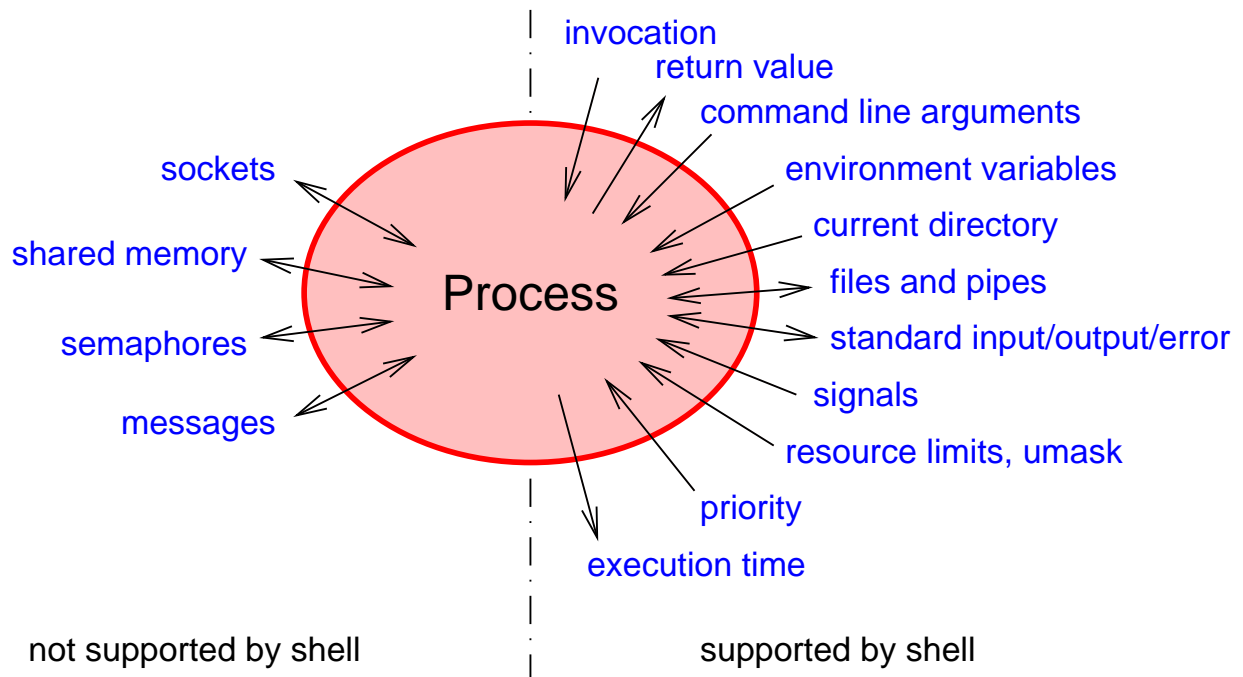 invocation
return value
command line arguments
sockets
environment variables
current directory
shared memory
files and pipes
Process
semaphores
standard input/output/error
signals
messages
resource limits, umask
priority
execution time
not supported by shell
supported by shell